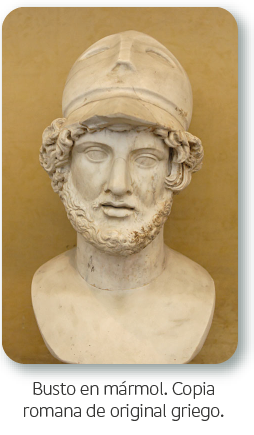 Busto en mármol. Copia
romana de original griego.